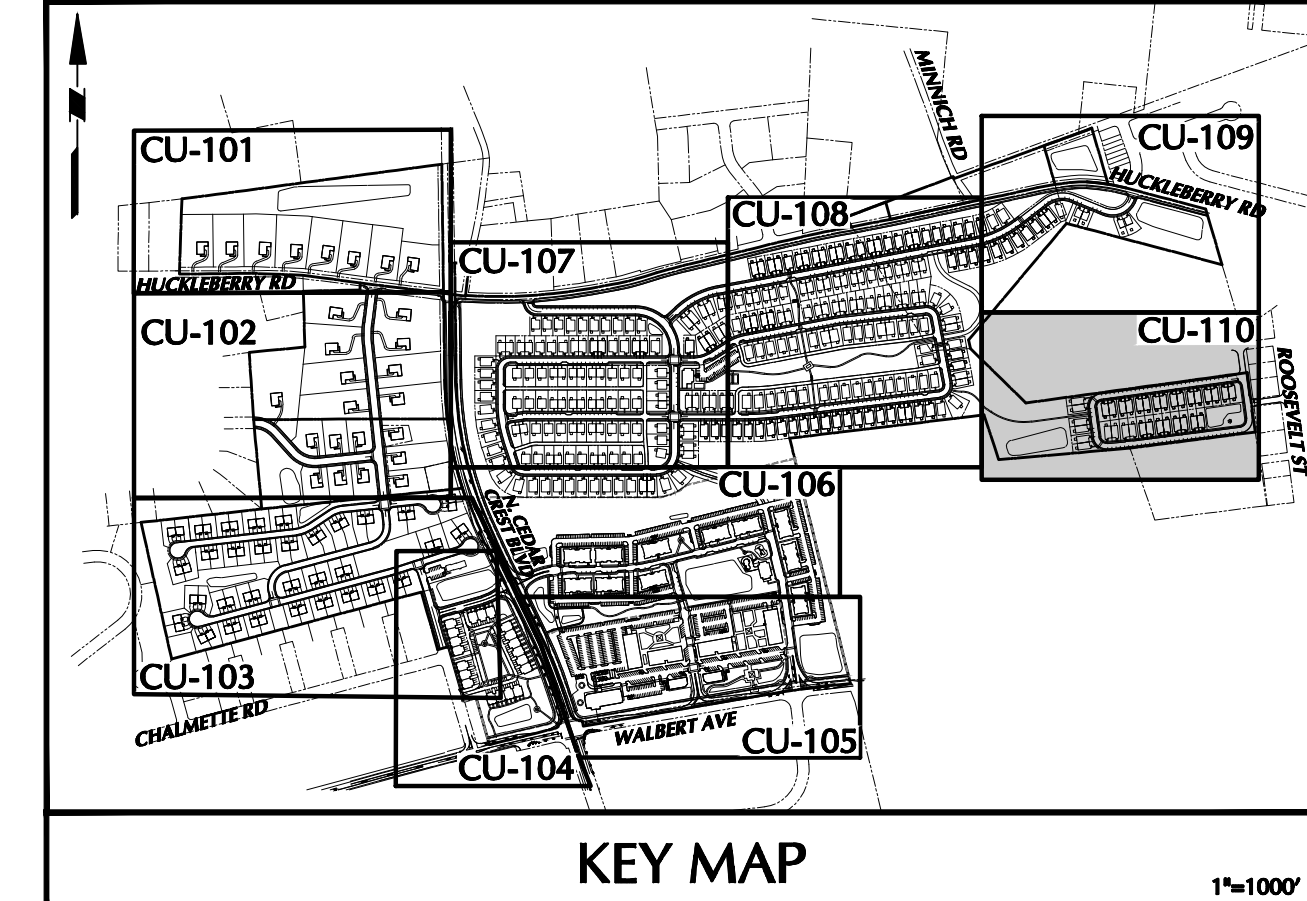 MINNICH RD
CU-101
CU-109
HUCKLEBERRY RD
CU-108
CU-107
HUCKLEBERRY RD
CU-102
CU-110
ROOSEVELT ST
CU-106
N. CEDAR
CREST BLVD
CU-103
CHALMETTE RD
WALBERT AVE
CU-105
CU-104
KEY MAP
1"=1000'